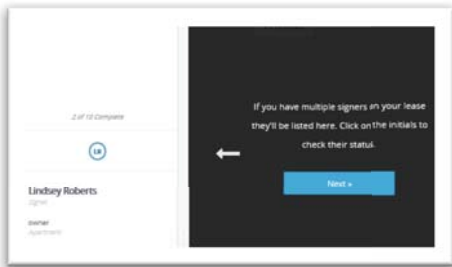 2 of 13 Complete
LR
Lindsey Roberts
Signer
owner
Apartment
If you have multiple signers on your lease
they'll be listed here. Click on the initials to
check their status.
Next »